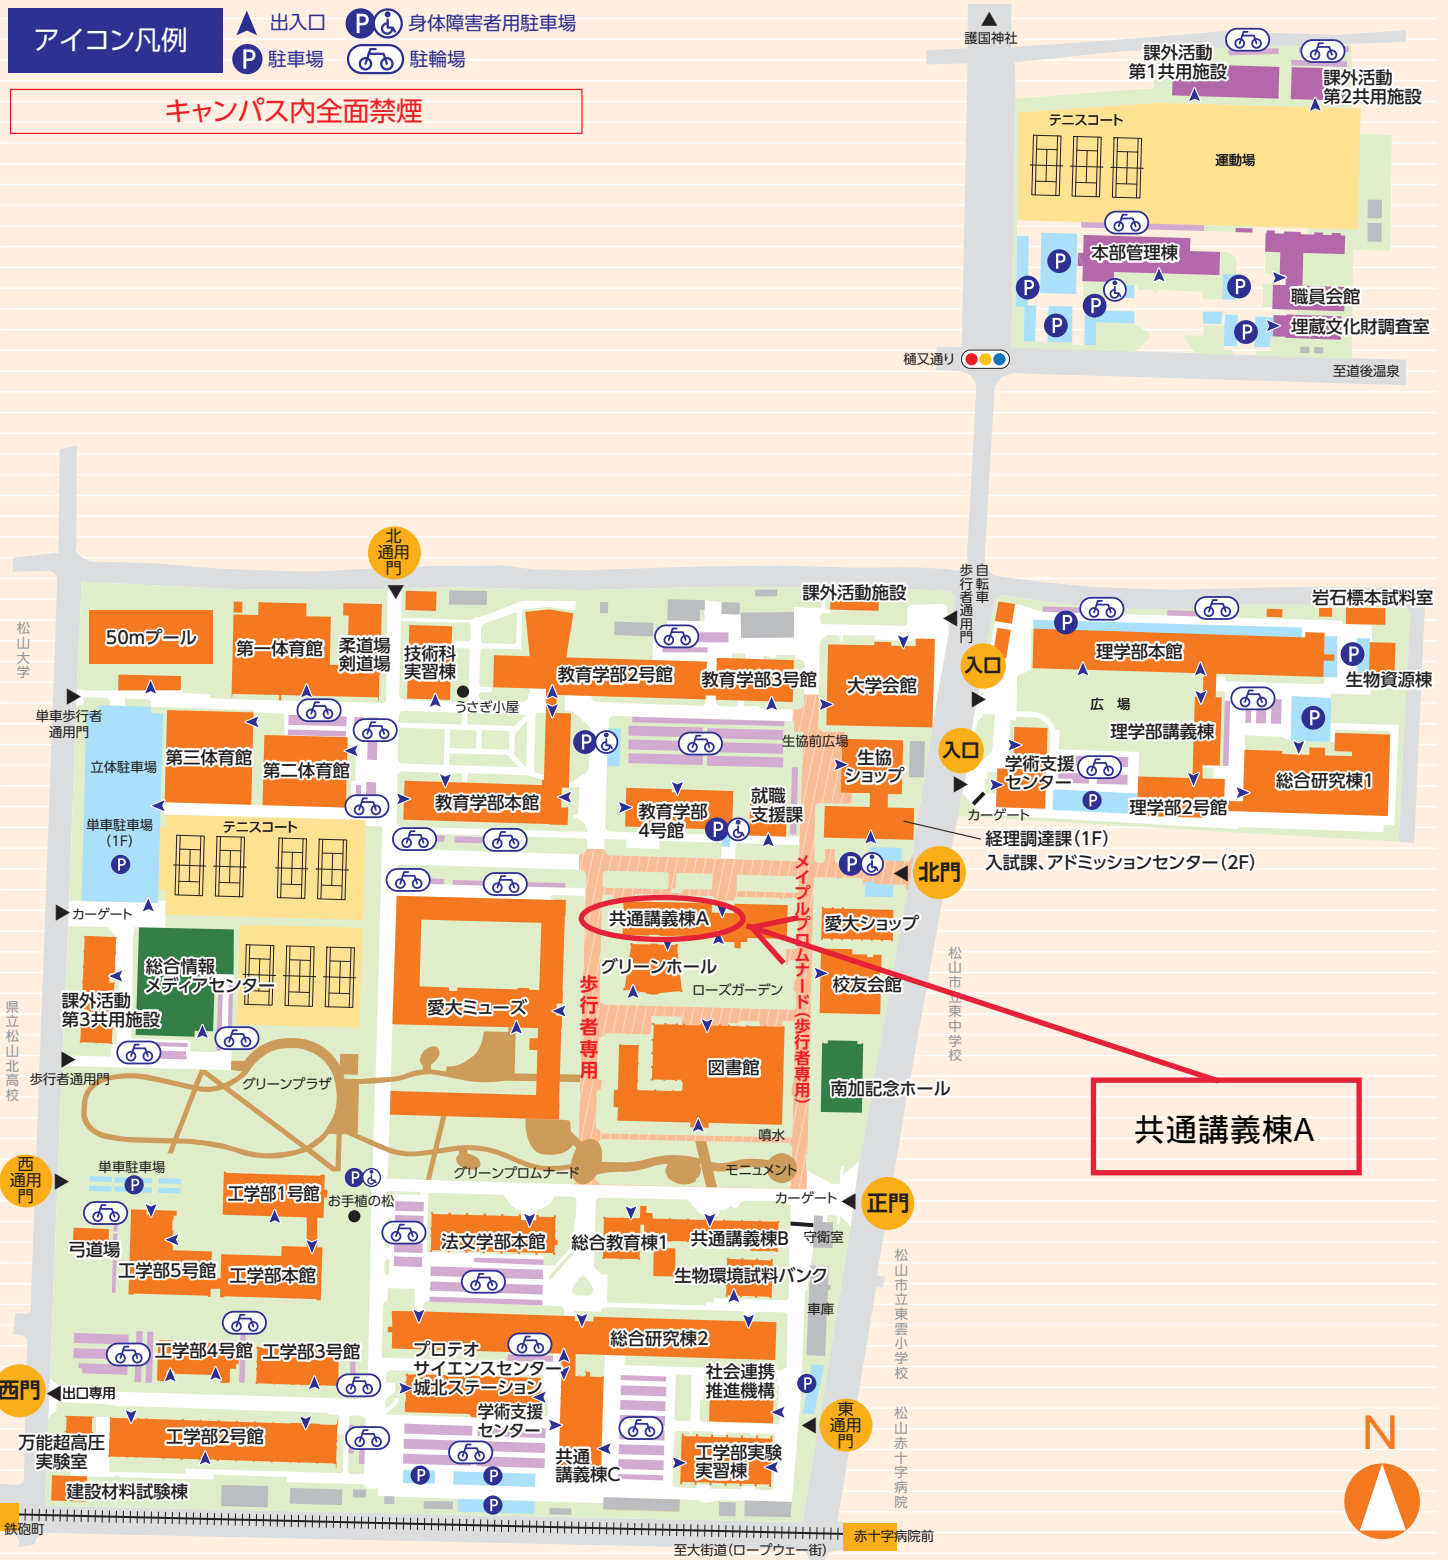 アイコン凡例
出入口
身体障害者用駐車場
P
駐車場
駐輪場
キャンパス内全面禁煙
護国神社
課外活動
第1共用施設
課外活動
第2共用施設
テニスコート
運動場
本部管理棟
職員会館
埋蔵文化財調査室
樋又通り
至道後温泉
北
通用
門
自転車
歩行者通用門
課外活動施設
岩石標本試料室
松山大学
50mプール
第一体育館
柔道場
剣道場
技術科
実習棟
うさぎ小屋
教育学部2号館
教育学部3号館
大学会館
入口
理学部本館
生物資源棟
広 場
単車歩行者
通用門
立体駐車場
第三体育館
第二体育館
生協前広場
生協
ショップ
入口
理学部講義棟
学術支援
センター
総合研究棟1
理学部2号館
カーゲート
教育学部本館
教育学部
4号館
就職
支援課
単車駐車場
(1F)
テニスコート
経理調達課(1F)
入試課、アドミッションセンター(2F)
北門
カーゲート
共通講義棟A
愛大ショップ
メイプルプロムナード(歩行者専用)
総合情報
メディアセンター
グリーンホール
ローズガーデン
校友会館
松山市立東中学校
課外活動
第3共用施設
愛大ミューズ
歩行者専用
県立松山北高校
歩行者通用門
グリーンプラザ
図書館
南加記念ホール
共通講義棟A
噴水
西
通用
門
単車駐車場
グリーンプロムナード
モニュメント
お手植の松
カーゲート
正門
工学部1号館
弓道場
工学部5号館
工学部本館
法文学部本館
総合教育棟1
共通講義棟B
守衛室
生物環境試料バンク
車庫
松山市立東雲小学校
工学部4号館
工学部3号館
プロテオ
サイエンスセンター
城北ステーション
総合研究棟2
社会連携
推進機構
西門
出口専用
学術支援
センター
東
通用
門
万能超高圧
実験室
工学部2号館
共通
講義棟C
工学部実験
実習棟
松山赤十字病院
建設材料試験棟
N
鉄砲町
赤十字病院前
至大街道(ロープウェー街)